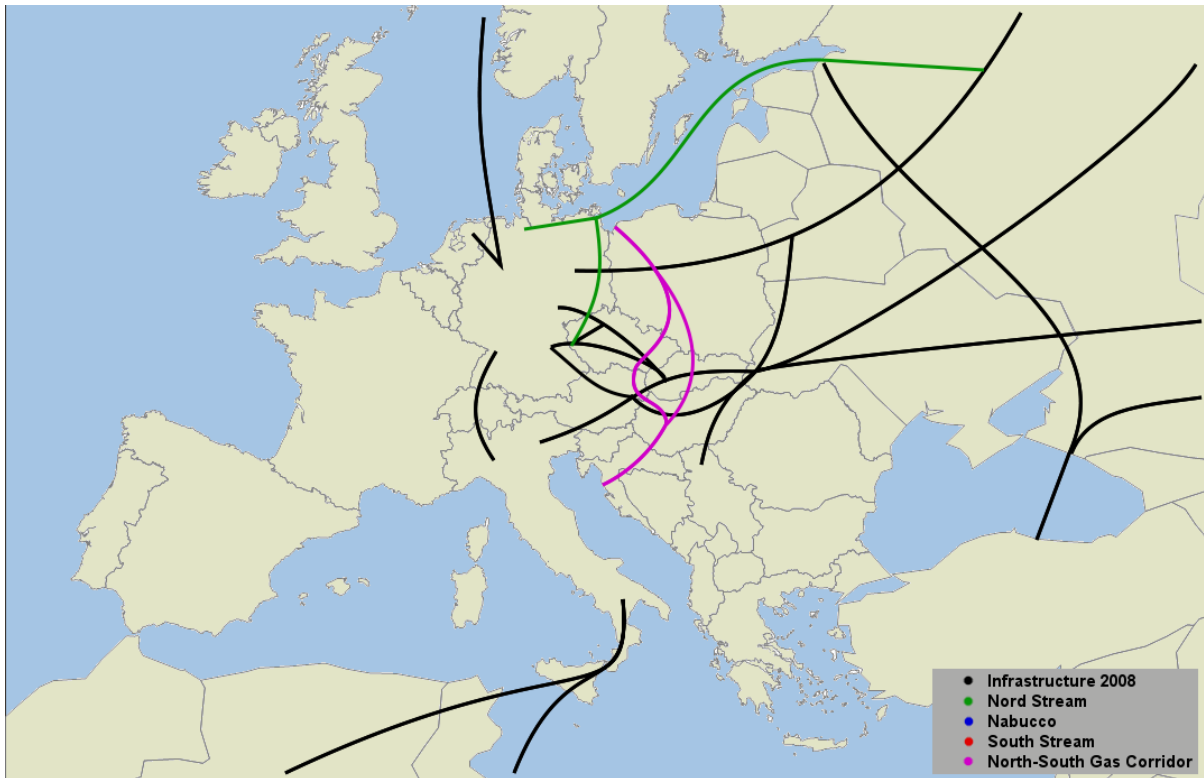 Infrastructure 2008
Nord Stream
Nabucco
South Stream
North-South Gas Corridor